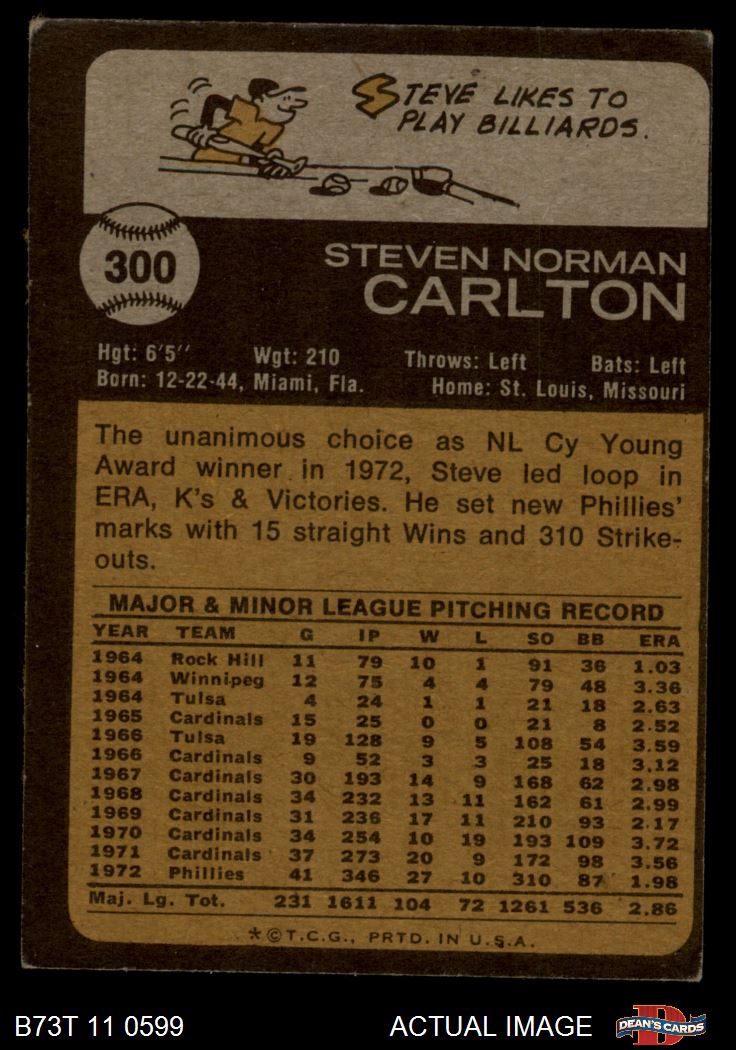 STEVE LIKES TO
PLAY BILLIARDS.
300
STEVEN NORMAN
CARLTON
Hgt: 6'5'' Wgt: 210 Throws: Left Bats: Left
Born: 12-22-44, Miami, Fla. Home: St. Louis, Missouri
The unanimous choice as NL Cy Young
Award winner in 1972, Steve led loop in
ERA, K's & Victories. He set new Phillies'
marks with 15 straight Wins and 310 Strike-
outs.
MAJOR & MINOR LEAGUE PITCHING RECORD
YEAR TEAM G IP W L SO BB ERA
1964 Rock Hill 11 79 10 1 91 36 1.03
1964 Winnipeg 12 75 4 4 79 48 3.36
1964 Tulsa 4 24 1 1 21 18 2.63
1965 Cardinals 15 25 0 0 21 8 2.52
1966 Tulsa 19 128 9 5 108 54 3.59
1966 Cardinals 9 52 3 3 25 18 3.12
1967 Cardinals 30 193 14 9 168 62 2.98
1968 Cardinals 34 232 13 11 162 61 2.99
1969 Cardinals 31 236 17 11 210 93 2.17
1970 Cardinals 34 254 10 19 193 109 3.72
1971 Cardinals 37 273 20 9 172 98 3.56
1972 Phillies 41 346 27 10 310 87 1.98
Maj. Lg. Tot. 231 1611 104 72 1261 536 2.86
*©T.C.G., PRTD. IN U.S.A.
B73T 11 0599 ACTUAL IMAGE D DEAN'S CARDS